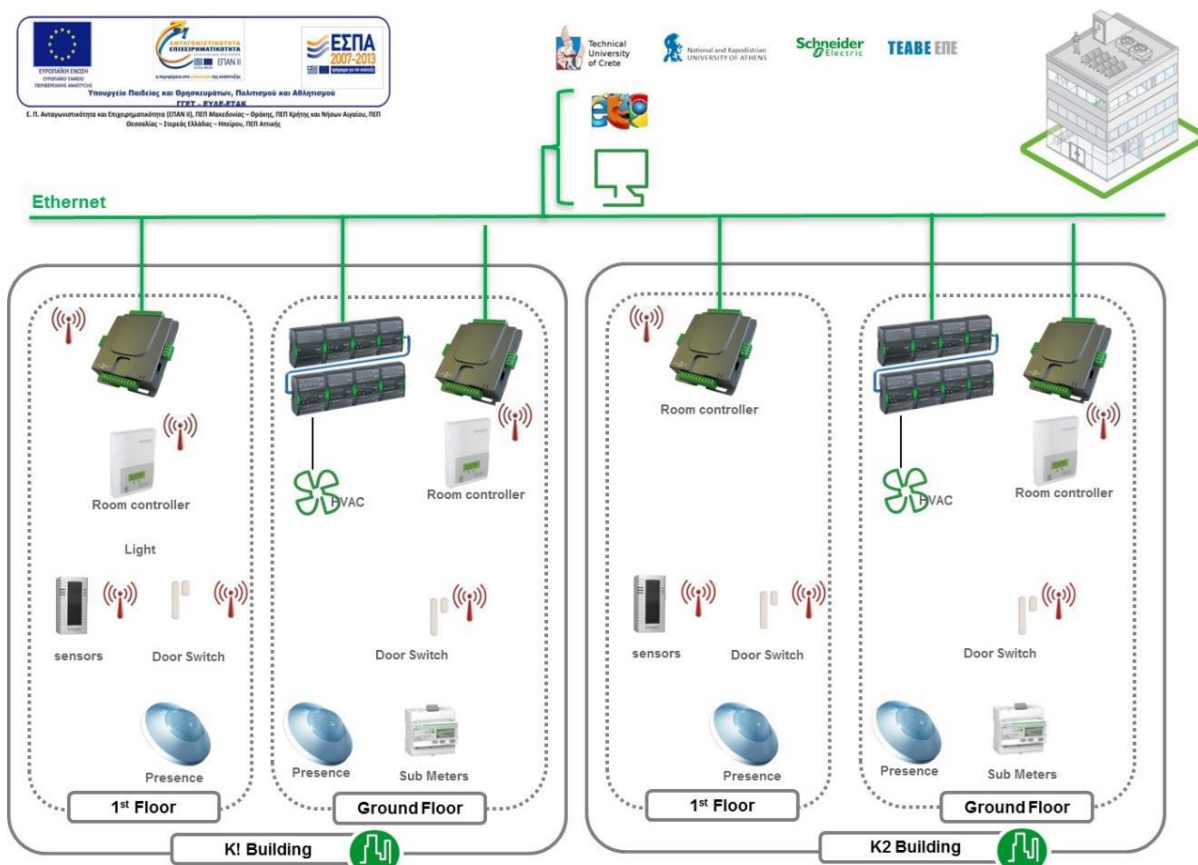 ΕΥΡΩΠΑΪΚΗ ΕΝΩΣΗ
ΕΥΡΩΠΑΪΚΟ ΤΑΜΕΙΟ
ΠΕΡΙΦΕΡΕΙΑΚΗΣ ΑΝΑΠΤΥΞΗΣ
ΑΝΤΑΓΩΝΙΣΤΙΚΟΤΗΤΑ
ΕΠΙΧΕΙΡΗΜΑΤΙΚΟΤΗΤΑ
ΕΠΑΝ II
ΕΣΠΑ
2007-2013
Υπουργείο Παιδείας και Θρησκευμάτων, Πολιτισμού και Αθλητισμού
ΓΓΕΤ – ΕΥΔΕ-ΕΤΑΚ
Ε. Π. Ανταγωνιστικότητα και Επιχειρηματικότητα (ΕΠΑΝ ΙΙ), ΠΕΠ Μακεδονίας – Θράκης, ΠΕΠ Κρήτης και Νήσων Αιγαίου, ΠΕΠ
Θεσσαλίας – Στερεάς Ελλάδας – Ηπείρου, ΠΕΠ Αττικής
Technical
University
of Crete
National and Kapodistrian
UNIVERSITY OF ATHENS
Schneider
Electric
TEABE ΕΠΕ
Ethernet
Room controller
Light
sensors
Door Switch
Presence
1st Floor
HVAC
Room controller
Door Switch
Presence
Sub Meters
Ground Floor
K! Building
Room controller
sensors
Door Switch
Presence
1st Floor
HVAC
Room controller
Door Switch
Presence
Sub Meters
Ground Floor
K2 Building